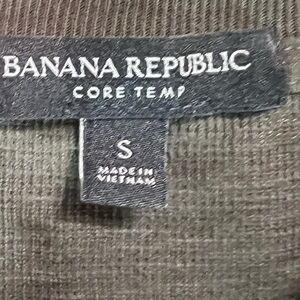 BANANA REPUBLIC
CORE TEMP
S
MADE IN
VIETNAM